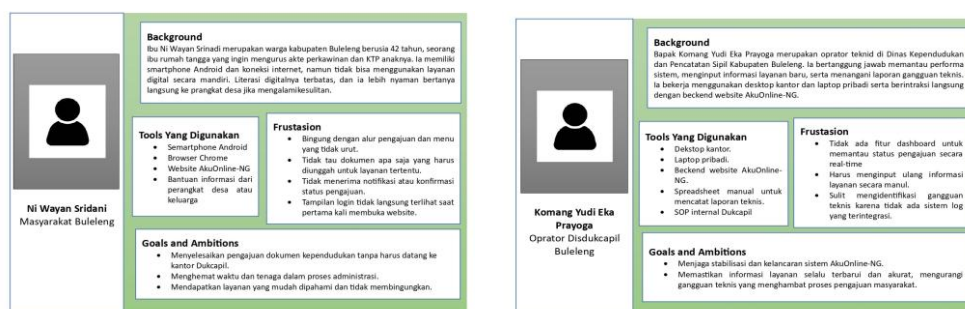 Background
Ibu Ni Wayan Srinadi merupakan warga kabupaten Buleleng berusia 42 tahun, seorang
ibu rumah tangga yang ingin mengurus akte perkawinan dan KTP anaknya. Ia memiliki
smartphone Android dan koneksi internet, namun tidak bisa menggunakan layanan
digital secara mandiri. Literasi digitalnya terbatas, dan ia lebih nyaman bertanya
langsung ke prangkat desa jika mengalamikesulitan.
Tools Yang Digunakan
Semartphone Android
Browser Chrome
Website AkuOnline-NG
Bantuan informasi dari
perangkat desa atau
keluarga
Frustasion
Bingung dengan alur pengajuan dan menu
yang tidak urut.
Tidak tau dokumen apa saja yang harus
diunggah untuk layanan tertentu.
Tidak menerima notifikasi atau konfirmasi
status pengajuan.
Tampilan login tidak langsung terlihat saat
pertama kali membuka website.
Ni Wayan Sridani
Masyarakat Buleleng
Goals and Ambitions
Menyelesaikan pengajuan dokumen kependudukan tanpa harus datang ke
kantor Dukcapil.
Menghemat waktu dan tenaga dalam proses administrasi.
Mendapatkan layanan yang mudah dipahami dan tidak membingungkan.
Background
Bapak Komang Yudi Eka Prayoga merupakan oprator teknid di Dinas Kependudukan
dan Pencatatan Sipil Kabupaten Buleleng. Ia bertanggung jawab memantau performa
sistem, menginput informasi layanan baru, serta menangani laporan gangguan teknis.
Ia bekerja menggunakan desktop kantor dan laptop pribadi serta berintraksi langsung
dengan beckend website AkuOnline-NG.
Tools Yang Digunakan
Dekstop kantor.
Laptop pribadi.
Beckend website AkuOnline-
NG.
Spreadsheet manual untuk
mencatat laporan teknis.
SOP internal Dukcapil
Frustasion
Tidak ada fitur dashboard untuk
memantau status pengajuan secara
real-time
Harus menginput ulang informasi
layanan secara manul.
Sulit mengidentifikasi gangguan
teknis karena tidak ada sistem log
yang terintegrasi.
Komang Yudi Eka
Prayoga
Oprator Disdukcapil
Buleleng
Goals and Ambitions
Menjaga stabilisasi dan kelancaran sistem AkuOnline-NG.
Memastikan informasi layanan selalu terbarui dan akurat, mengurangi
gangguan teknis yang menghambat proses pengajuan masyarakat.